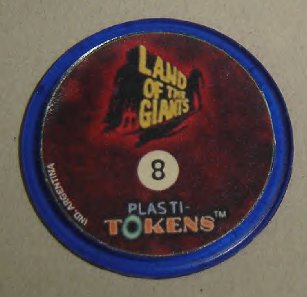 LAND
OF THE
GIANTS
8
PLASTI-
TOKENS™
IND ARGENTINA